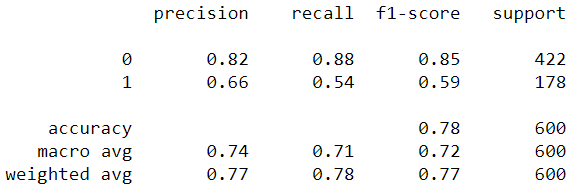 precision recall f1-score support
0 0.82 0.88 0.85 422
1 0.66 0.54 0.59 178
accuracy 0.78 600
macro avg 0.74 0.71 0.72 600
weighted avg 0.77 0.78 0.77 600